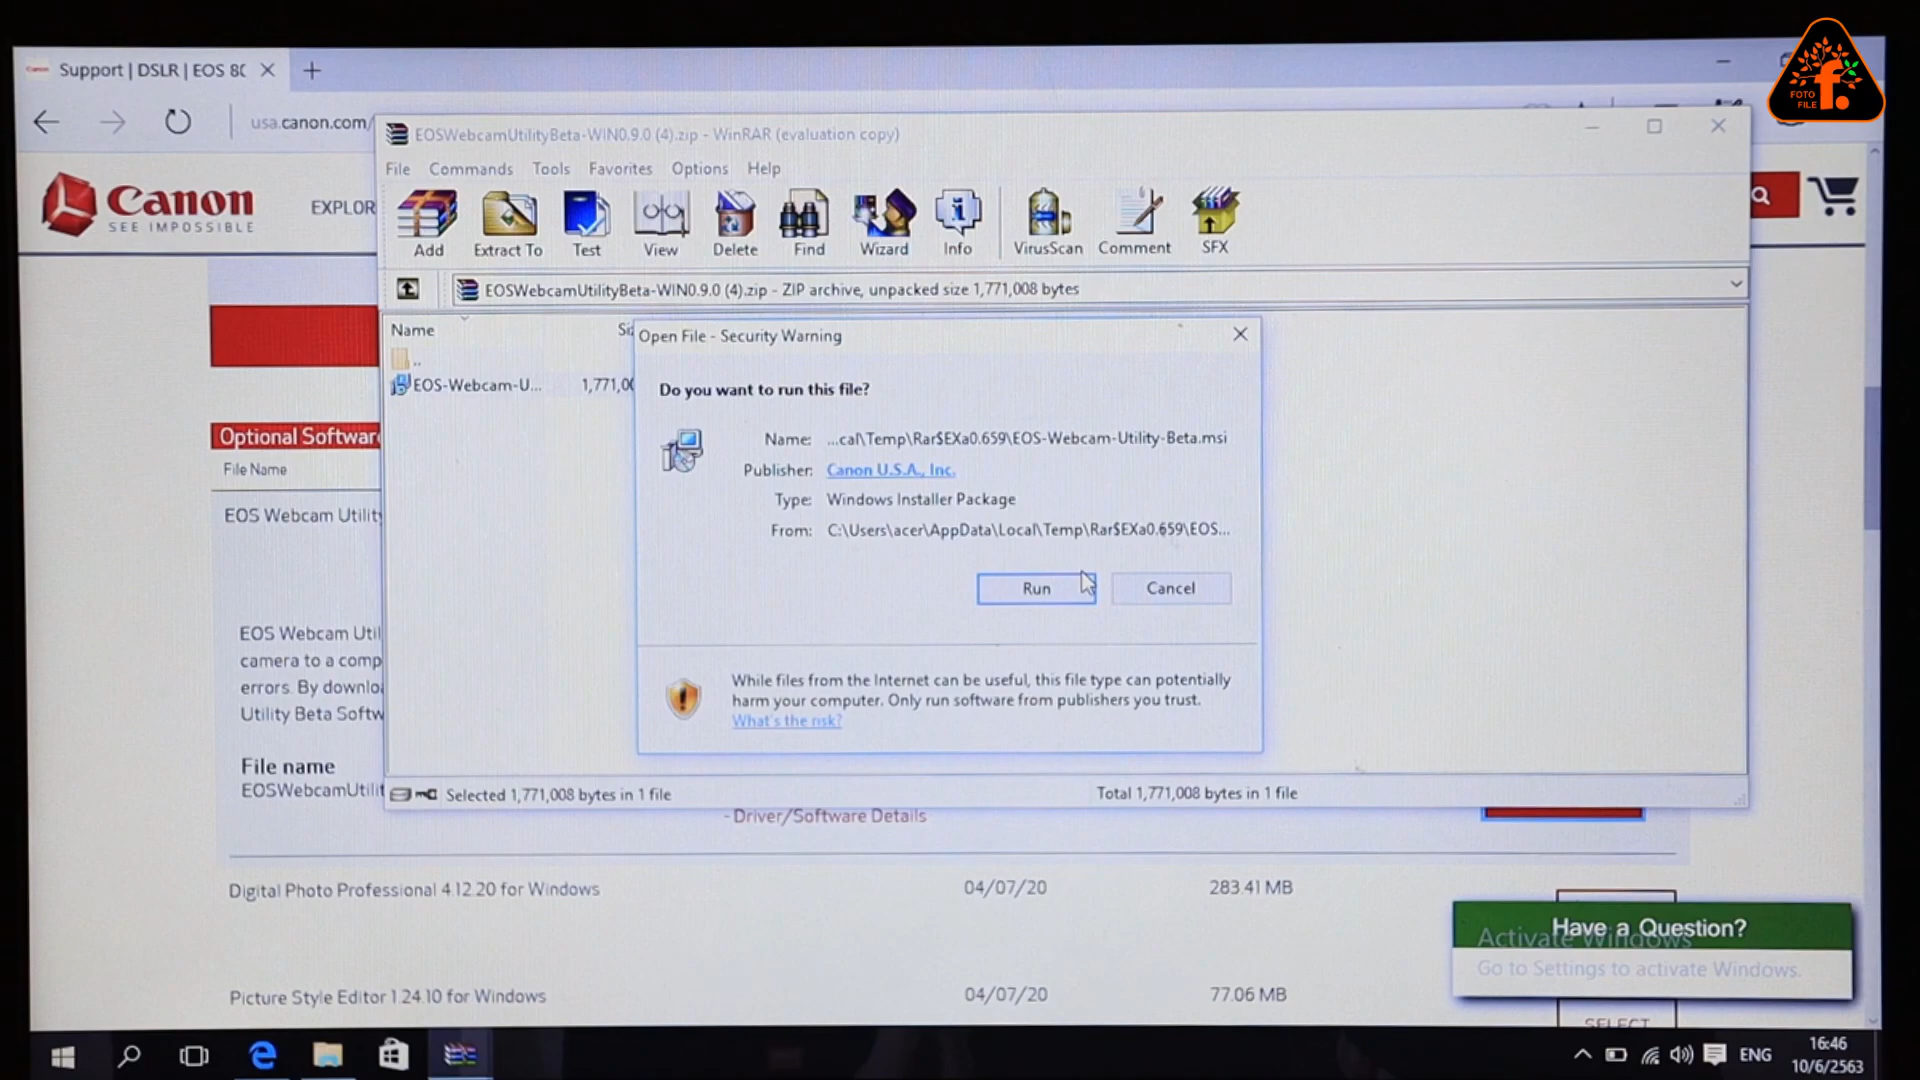 FOTO
FILE
f.
Support | DSLR | EOS 80
usa.canon.com/
Canon
SEE IMPOSSIBLE
EXPLOR
EOSWebcamUtilityBeta-WIN0.9.0 (4).zip - WinRAR (evaluation copy)
File Commands Tools Favorites Options Help
Add Extract To Test View Delete Find Wizard Info VirusScan Comment SFX
EOSWebcamUtilityBeta-WIN0.9.0 (4).zip - ZIP archive, unpacked size 1,771,008 bytes
Name
..
EOS-Webcam-U... 1,771,00
Open File - Security Warning
Do you want to run this file?
Name: ...cal\Temp\Rar$EXa0.659\EOS-Webcam-Utility-Beta.msi
Publisher: Canon U.S.A., Inc.
Type: Windows Installer Package
From: C:\Users\acer\AppData\Local\Temp\Rar$EXa0.659\EOS...
Run Cancel
While files from the Internet can be useful, this file type can potentially
harm your computer. Only run software from publishers you trust.
What's the risk?
Selected 1,771,008 bytes in 1 file Total 1,771,008 bytes in 1 file
Optional Software
File Name
EOS Webcam Utility
EOS Webcam Util
camera to a comp
errors. By downloa
Utility Beta Softw
File name
EOSWebcamUtilit
- Driver/Software Details
Digital Photo Professional 4.12.20 for Windows 04/07/20 283.41 MB
Picture Style Editor 1.24.10 for Windows 04/07/20 77.06 MB
SELECT
Have a Question?
Activate Windows
Go to Settings to activate Windows.
ENG
16:46
10/6/2563